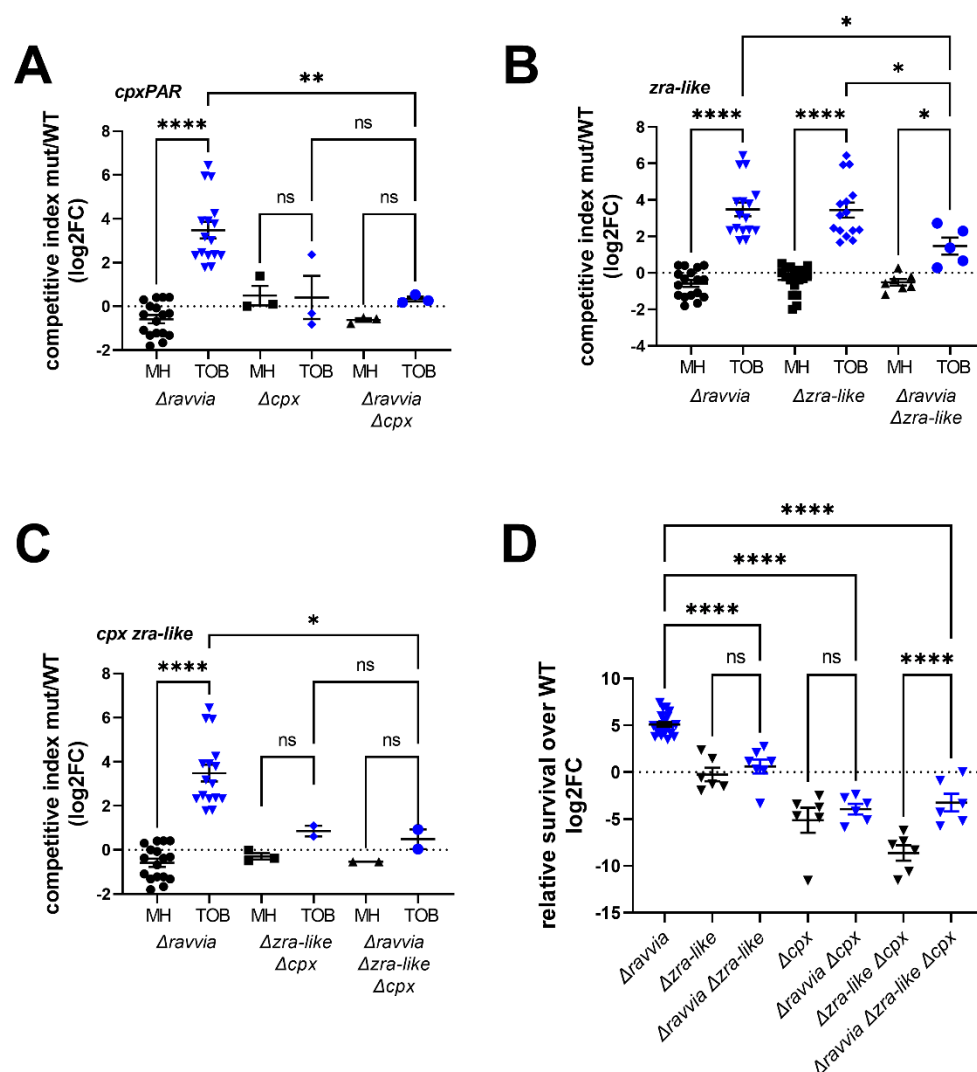 A
cpxPAR
**
****
ns
ns
ns
competitive index mut/WT
(log2FC)
8
6
4
2
0
-2
MH
TOB
MH
TOB
MH
TOB
Δravvia
Δcpx
Δravvia
Δcpx
B
zra-like
*
*
****
****
*
competitive index mut/WT
(log2FC)
8
6
4
2
0
-2
-4
MH
TOB
MH
TOB
MH
TOB
Δravvia
Δzra-like
Δravvia
Δzra-like
C
cpx zra-like
*
****
ns
ns
ns
competitive index mut/WT
(log2FC)
8
6
4
2
0
-2
MH
TOB
MH
TOB
MH
TOB
Δravvia
Δzra-like
Δcpx
Δravvia
Δzra-like
Δcpx
D
****
****
****
ns
ns
****
relative survival over WT
log2FC
10
5
0
-5
-10
-15
Δravvia
Δzra-like
Δravvia Δzra-like
Δcpx
Δravvia Δcpx
Δzra-like Δcpx
Δravvia Δzra-like Δcpx